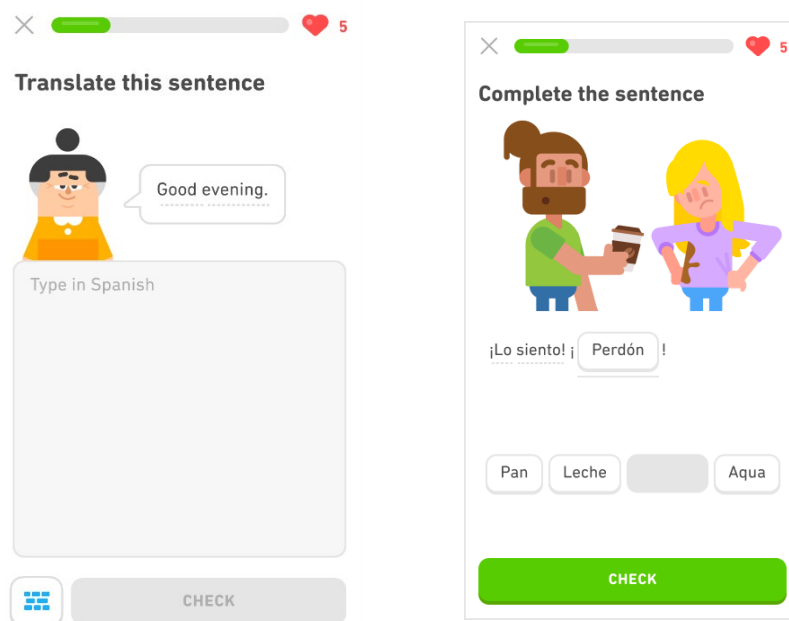 5
Translate this sentence
Good evening.
Type in Spanish
CHECK
5
Complete the sentence
¡Lo siento! ¡ Perdón !
Pan Leche Aqua
CHECK